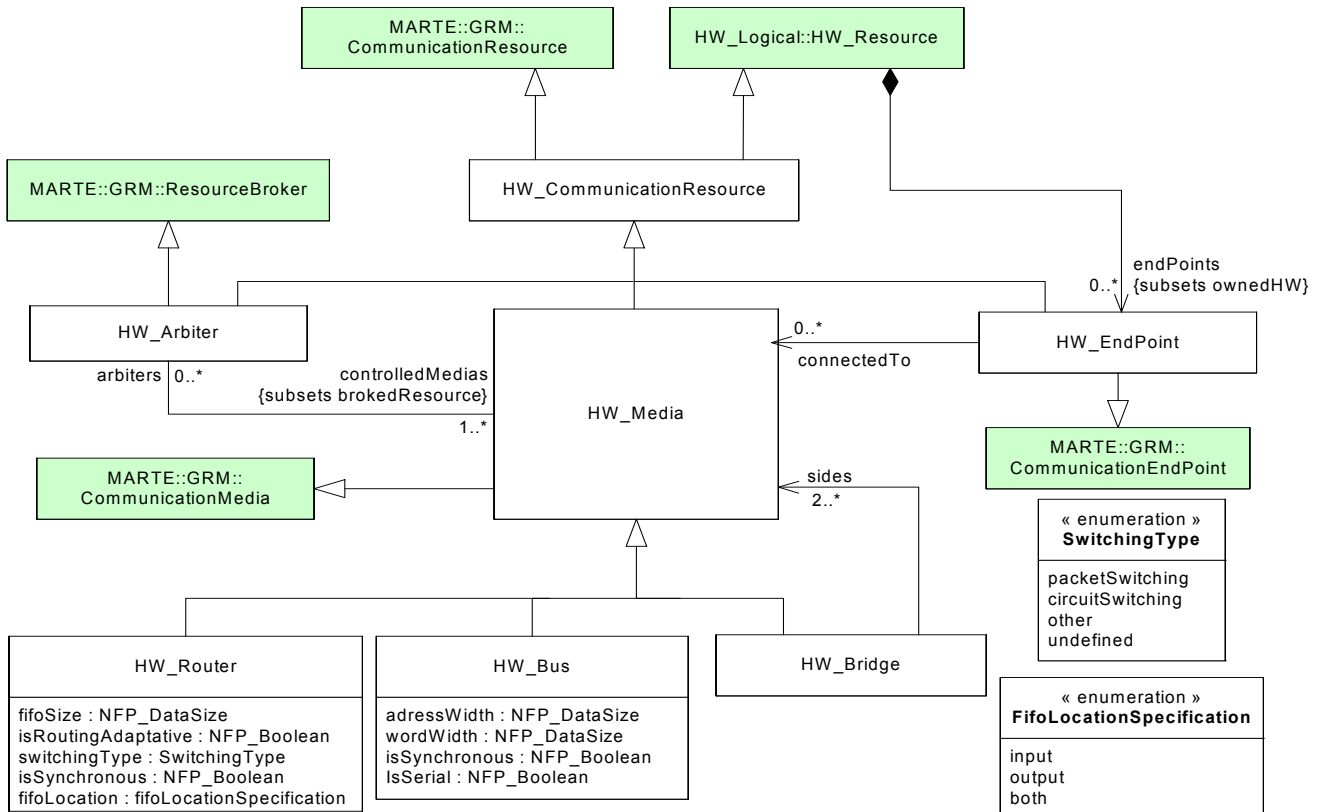 MARTE::GRM::
CommunicationResource
HW_Logical::HW_Resource
MARTE::GRM::ResourceBroker
HW_CommunicationResource
endPoints
0..* {subsets ownedHW}
HW_Arbiter
0..*
connectedTo
HW_EndPoint
arbiters 0..*
controlledMedias
{subsets brokedResource}
1..*
HW_Media
MARTE::GRM::
CommunicationMedia
MARTE::GRM::
CommunicationEndPoint
sides
2..*
« enumeration »
SwitchingType
packetSwitching
circuitSwitching
other
undefined
HW_Router
fifoSize : NFP_DataSize
isRoutingAdaptative : NFP_Boolean
switchingType : SwitchingType
isSynchronous : NFP_Boolean
fifoLocation : fifoLocationSpecification
HW_Bus
adressWidth : NFP_DataSize
wordWidth : NFP_DataSize
isSynchronous : NFP_Boolean
IsSerial : NFP_Boolean
HW_Bridge
« enumeration »
FifoLocationSpecification
input
output
both